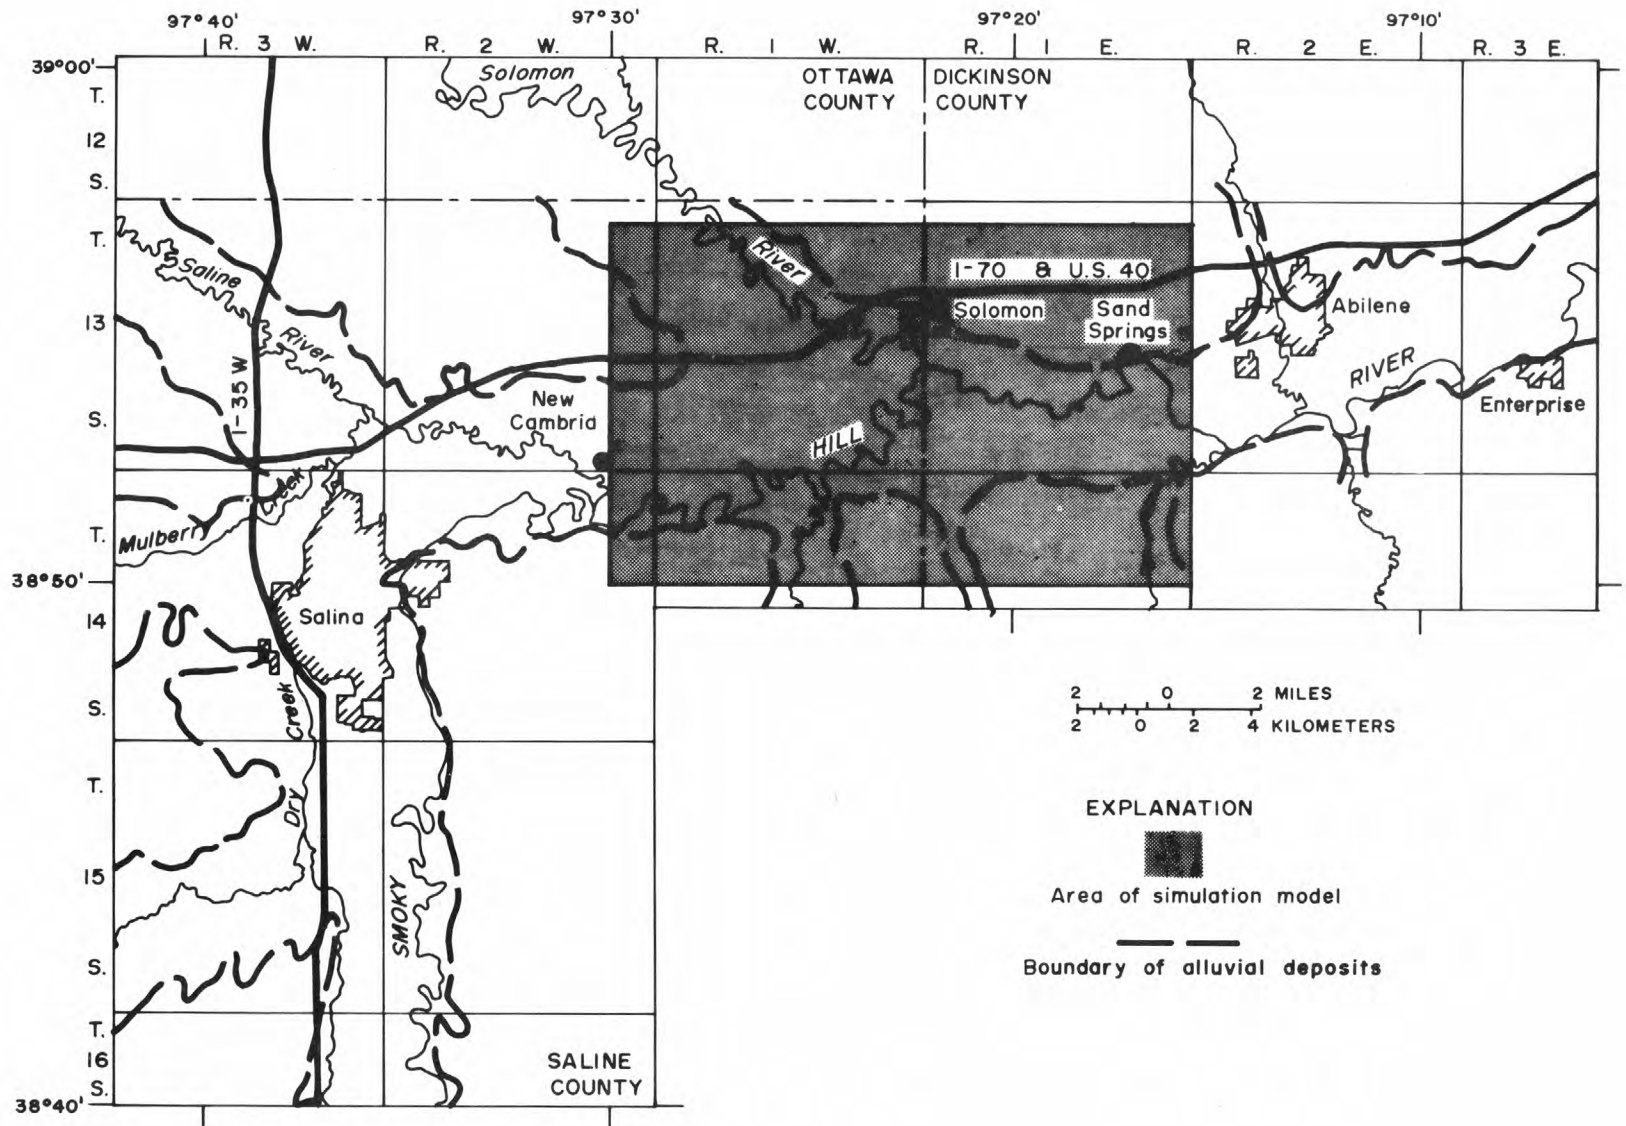 97°40'
97°30'
97°20'
97°10'
R. 3 W.
R. 2 W.
R. 1 W.
R. 1 E.
R. 2 E.
R. 3 E.
39°00'
T.
12
S.
Solomon
OTTAWA
COUNTY
DICKINSON
COUNTY
T.
13
S.
Saline
River
River
I-70 & U.S. 40
Solomon
Sand
Springs
Abilene
I-35 W
New
Cambria
HILL
RIVER
Enterprise
T.
38°50'
14
S.
Mulberry
Creek
Salina
Creek
2 0 2 MILES
2 0 2 4 KILOMETERS
T.
15
S.
Dry
SMOKY
EXPLANATION
Area of simulation model
Boundary of alluvial deposits
T.
16
S.
SALINE
COUNTY
38°40'